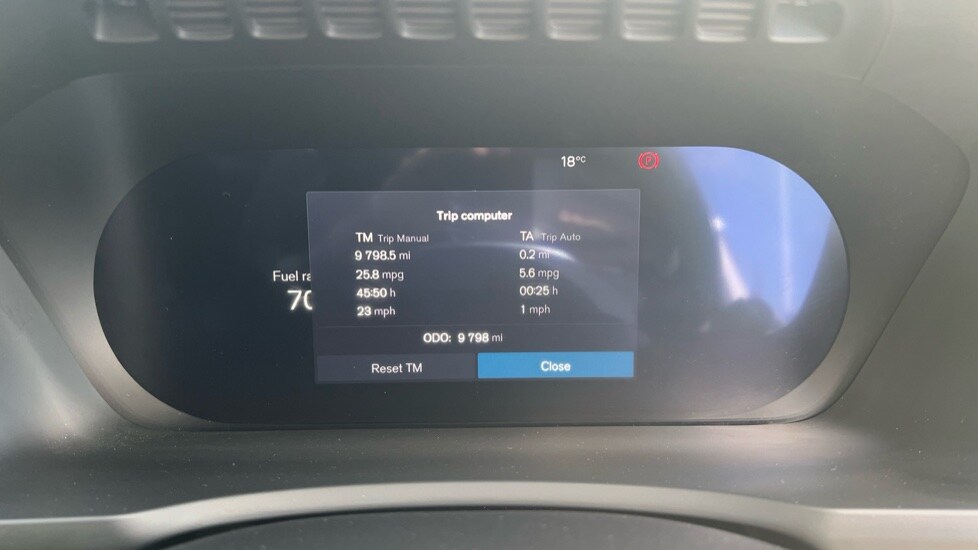 18°C
Trip computer
TM Trip Manual
9 798.5 mi
25.8 mpg
45:50 h
23 mph
TA Trip Auto
0.2 mi
5.6 mpg
00:25 h
1 mph
Fuel ra
70
ODO: 9 798 mi
Reset TM
Close